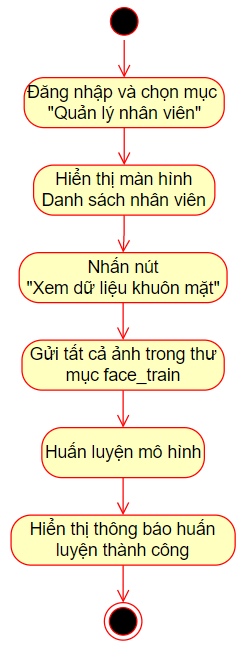 Đăng nhập và chọn mục
"Quản lý nhân viên"
Hiển thị màn hình
Danh sách nhân viên
Nhấn nút
"Xem dữ liệu khuôn mặt"
Gửi tất cả ảnh trong thư
mục face_train
Huấn luyện mô hình
Hiển thị thông báo huấn
luyện thành công